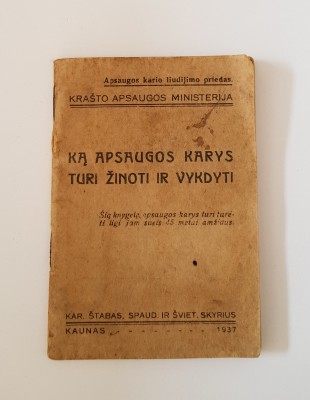 Apsaugos kario liudijimo priedas.
KRAŠTO APSAUGOS MINISTERIJA
KĄ APSAUGOS KARYS
TURI ŽINOTI IR VYKDYTI
Šią knygelę apsaugos karys turi turė-
ti ligi jam sueis 45 metai amžiaus.
KAR. ŠTABAS, SPAUD. IR ŠVIET. SKYRIUS
KAUNAS 1937